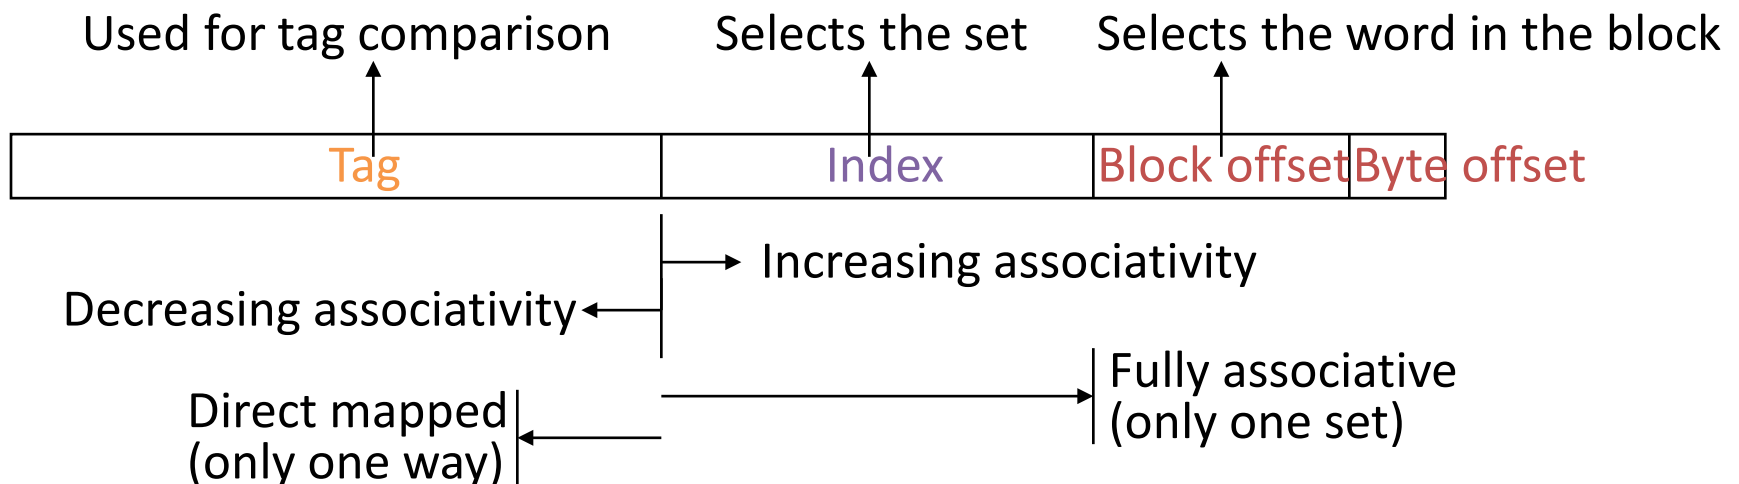 Used for tag comparison
Selects the set
Selects the word in the block
Tag
Index
Block offset
Byte offset
Increasing associativity
Decreasing associativity
Fully associative
(only one set)
Direct mapped
(only one way)